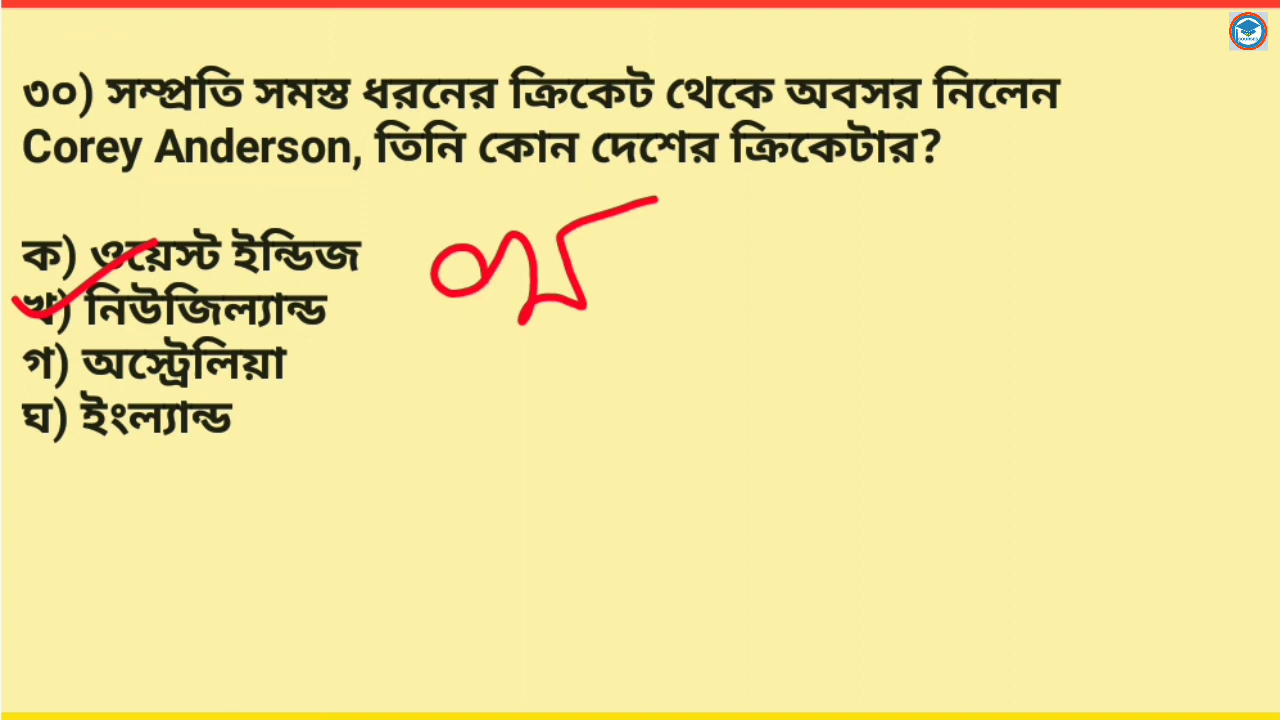 ৩০) সম্প্রতি সমস্ত ধরনের ক্রিকেট থেকে অবসর নিলেন
Corey Anderson, তিনি কোন দেশের ক্রিকেটার?
ক) ওয়েস্ট ইন্ডিজ
খ) নিউজিল্যান্ড
গ) অস্ট্রেলিয়া
ঘ) ইংল্যান্ড
খ